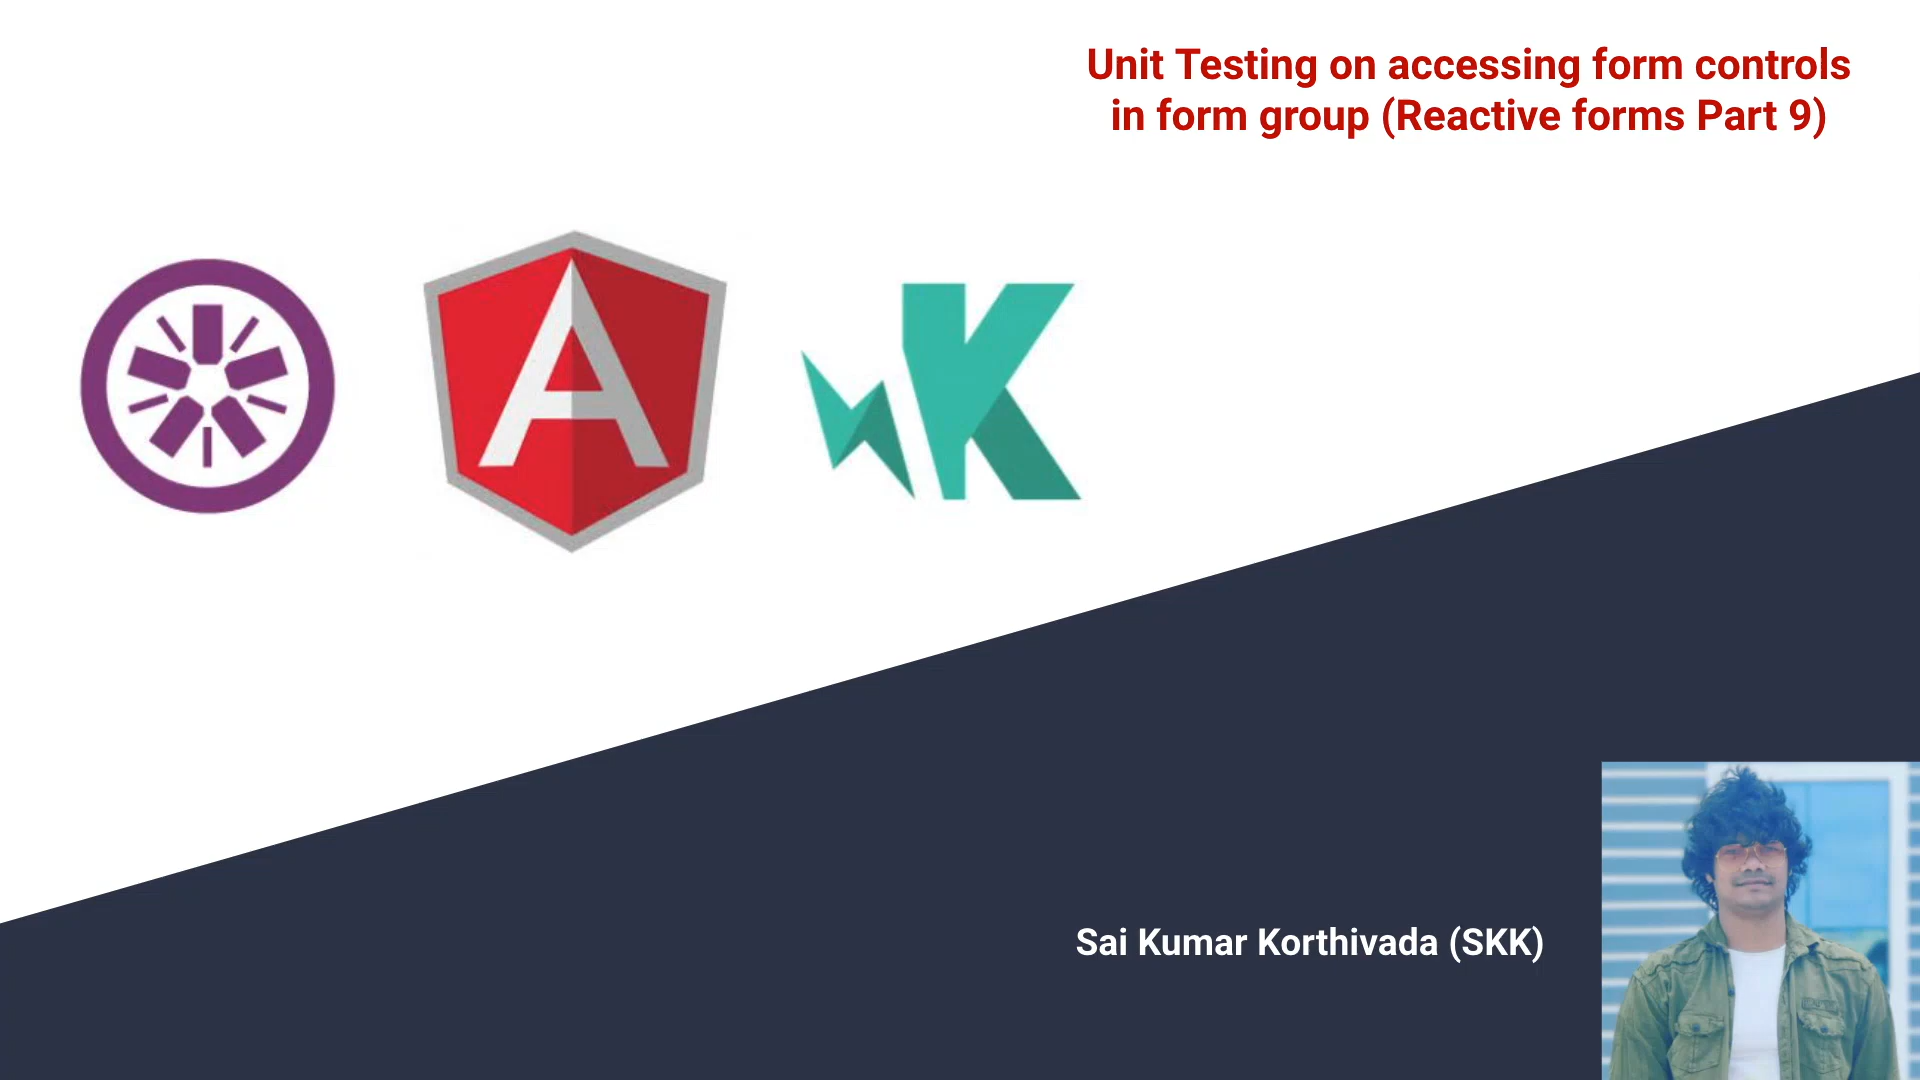 Unit Testing on accessing form controls
in form group (Reactive forms Part 9)
Sai Kumar Korthivada (SKK)